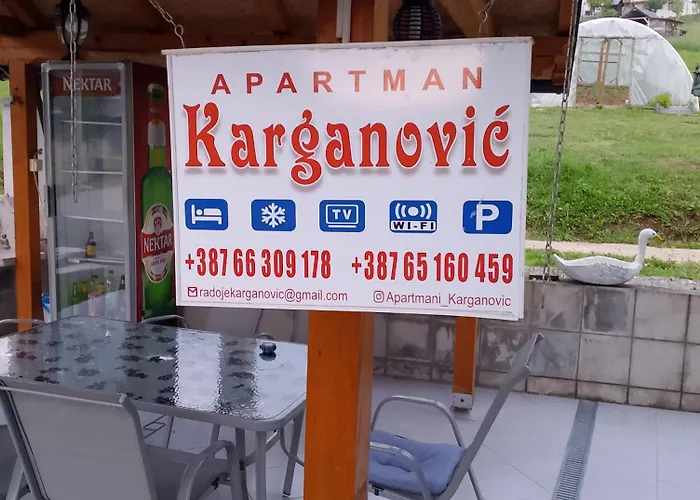 NEKTAR
APARTMAN
Karganović
TV
WI-FI
P
+387 66 309 178 +387 65 160 459
radojekarganovic@gmail.com Apartmani_Karganovic
NEKTAR